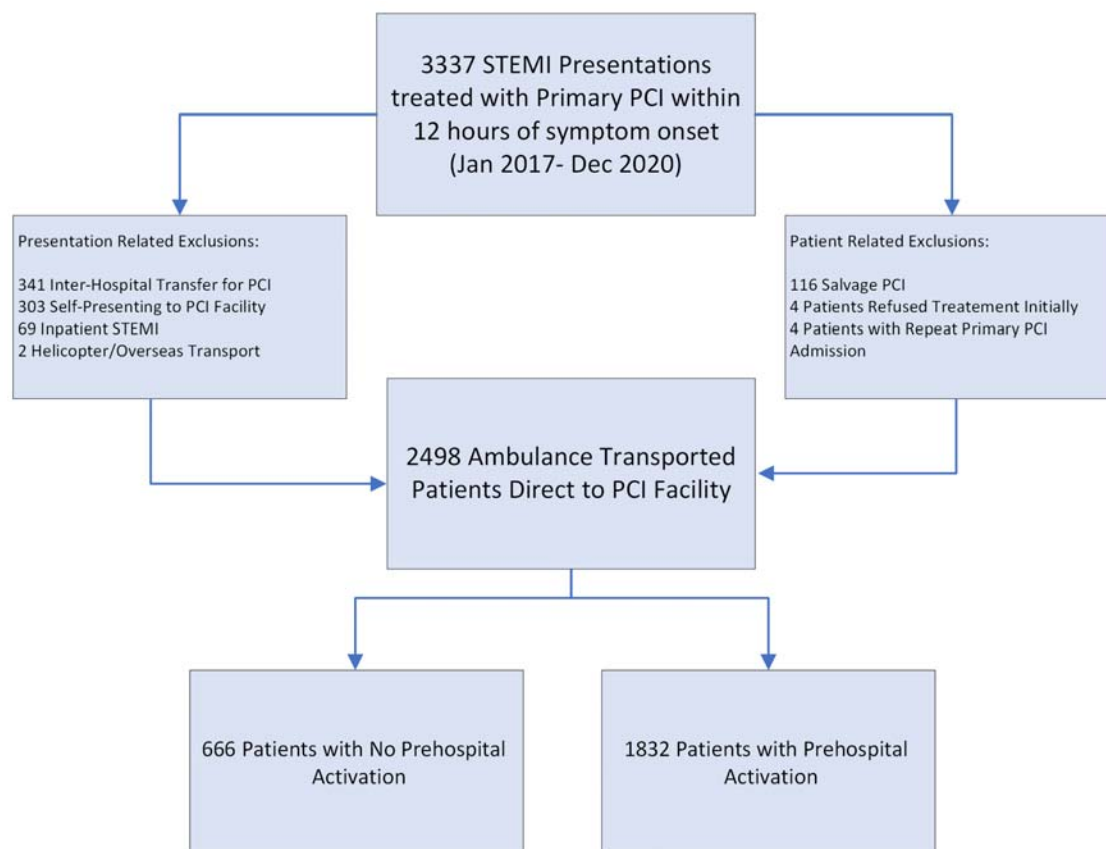 3337 STEMI Presentations
treated with Primary PCI within
12 hours of symptom onset
(Jan 2017- Dec 2020)
Presentation Related Exclusions:
341 Inter-Hospital Transfer for PCI
303 Self-Presenting to PCI Facility
69 Inpatient STEMI
2 Helicopter/Overseas Transport
Patient Related Exclusions:
116 Salvage PCI
4 Patients Refused Treatement Initially
4 Patients with Repeat Primary PCI
Admission
2498 Ambulance Transported
Patients Direct to PCI Facility
666 Patients with No Prehospital
Activation
1832 Patients with Prehospital
Activation